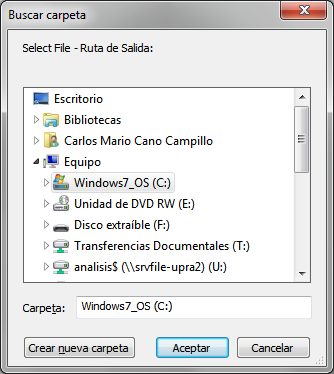 Buscar carpeta
Select File - Ruta de Salida:
Escritorio
Bibliotecas
Carlos Mario Cano Campillo
Equipo
Windows7_OS (C:)
Unidad de DVD RW (E:)
Disco extraíble (F:)
Transferencias Documentales (T:)
analisis$ (\\srvfile-upra2) (U:)
Carpeta: Windows7_OS (C:)
Crear nueva carpeta Aceptar Cancelar